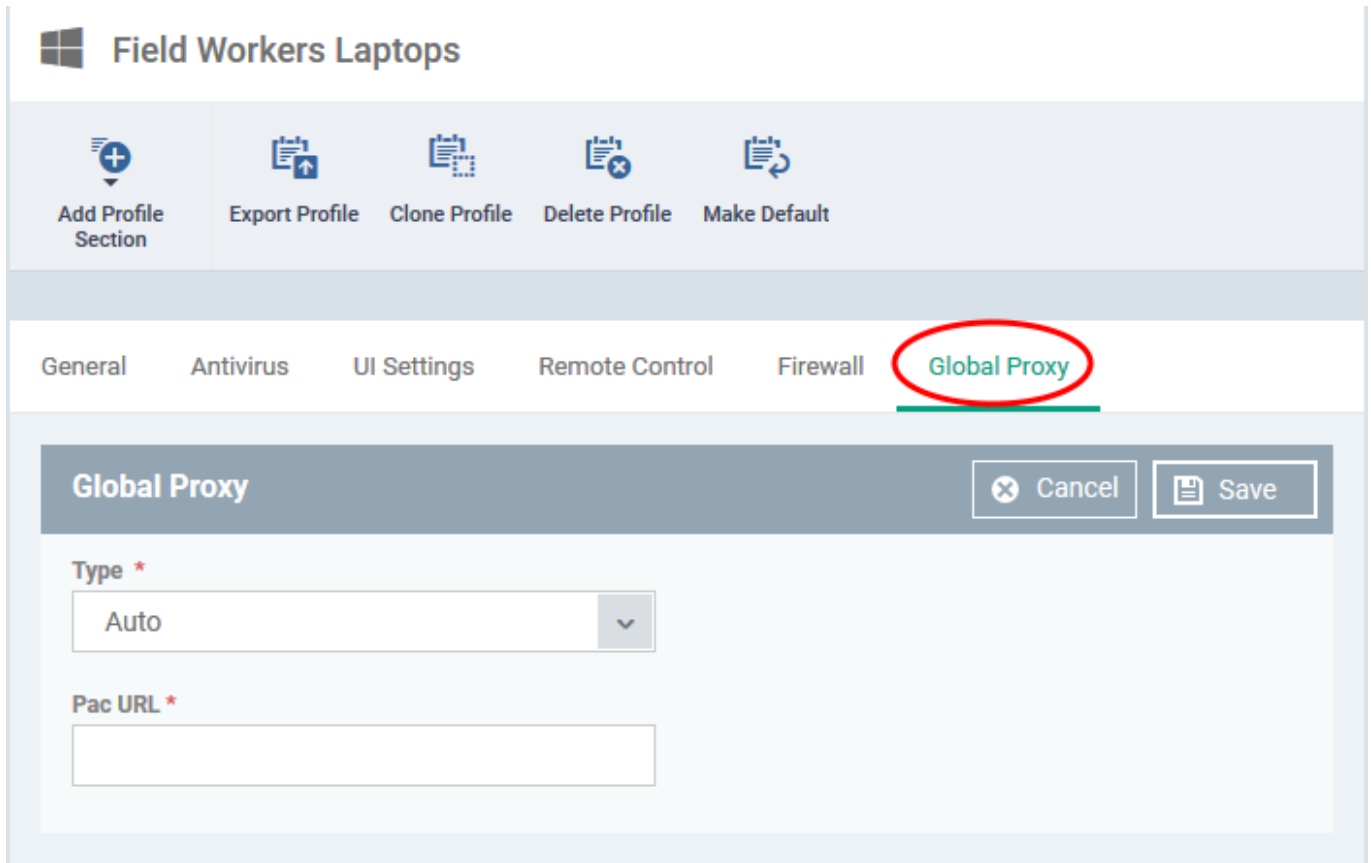 Field Workers Laptops
Add Profile Section
Export Profile
Clone Profile
Delete Profile
Make Default
General Antivirus UI Settings Remote Control Firewall Global Proxy
Global Proxy
Cancel
Save
Type *
Auto
Pac URL *